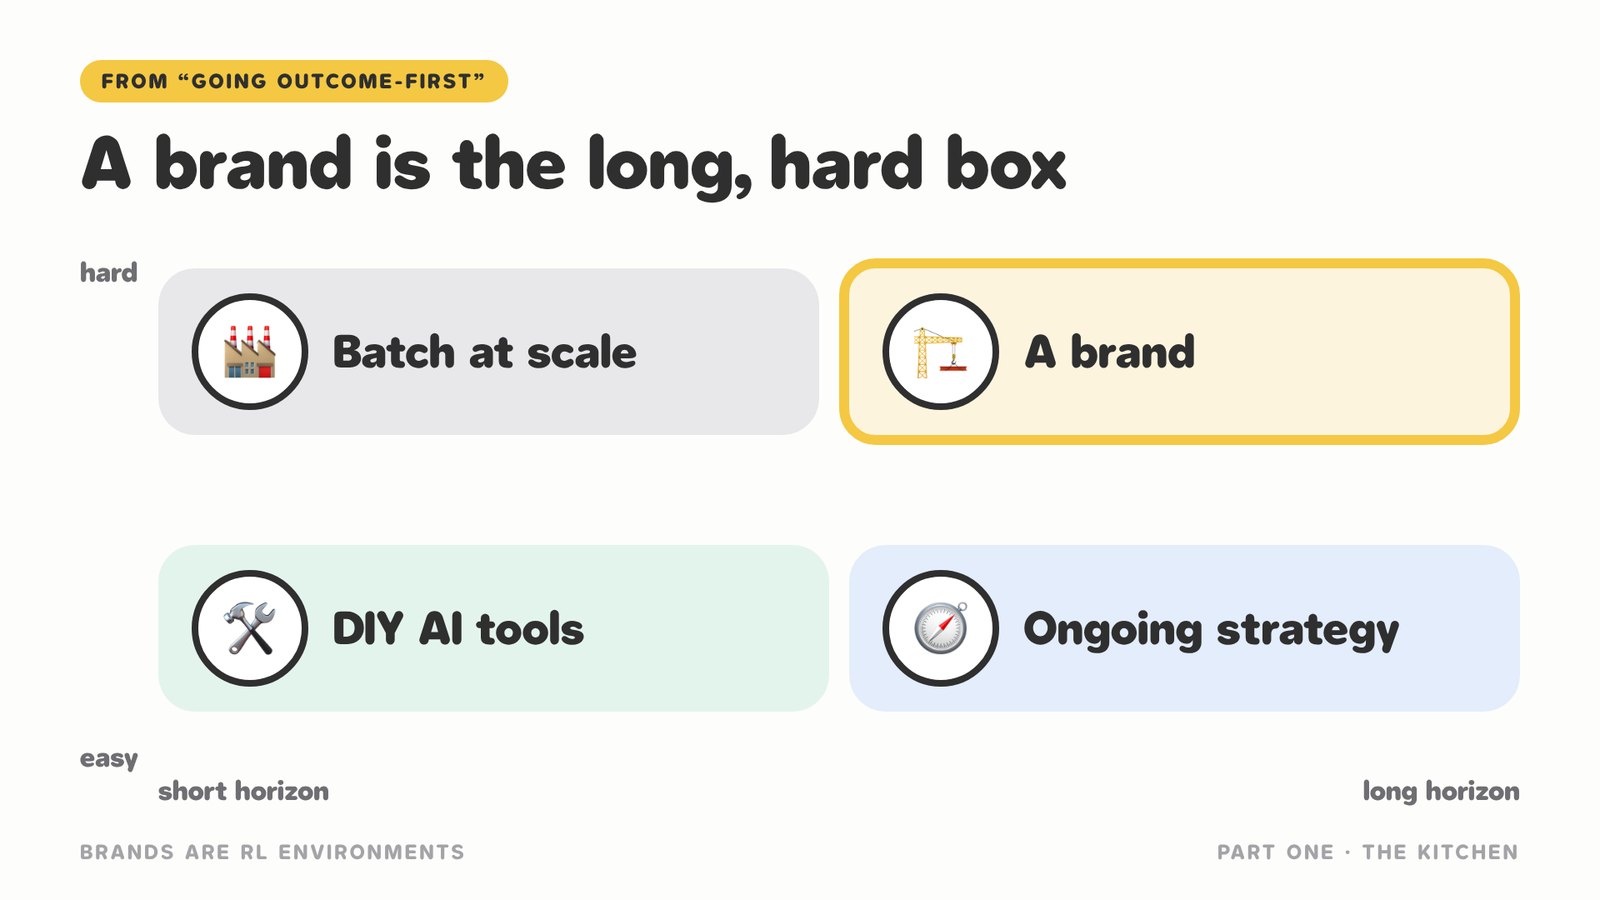 FROM “GOING OUTCOME-FIRST”
A brand is the long, hard box
hard
Batch at scale
A brand
DIY AI tools
Ongoing strategy
easy
short horizon
long horizon
BRANDS ARE RL ENVIRONMENTS
PART ONE · THE KITCHEN